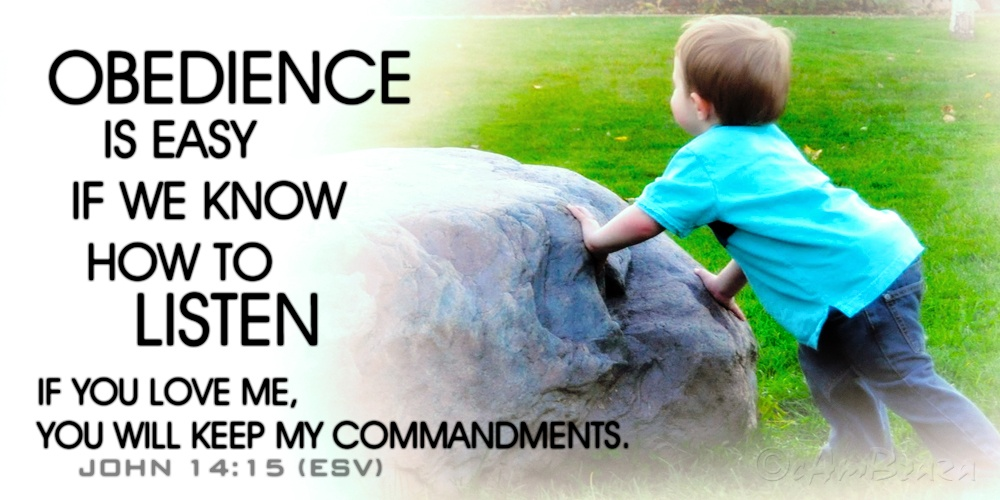 OBEDIENCE
IS EASY
IF WE KNOW
HOW TO
LISTEN
IF YOU LOVE ME,
YOU WILL KEEP MY COMMANDMENTS.
JOHN 14:15 (ESV)